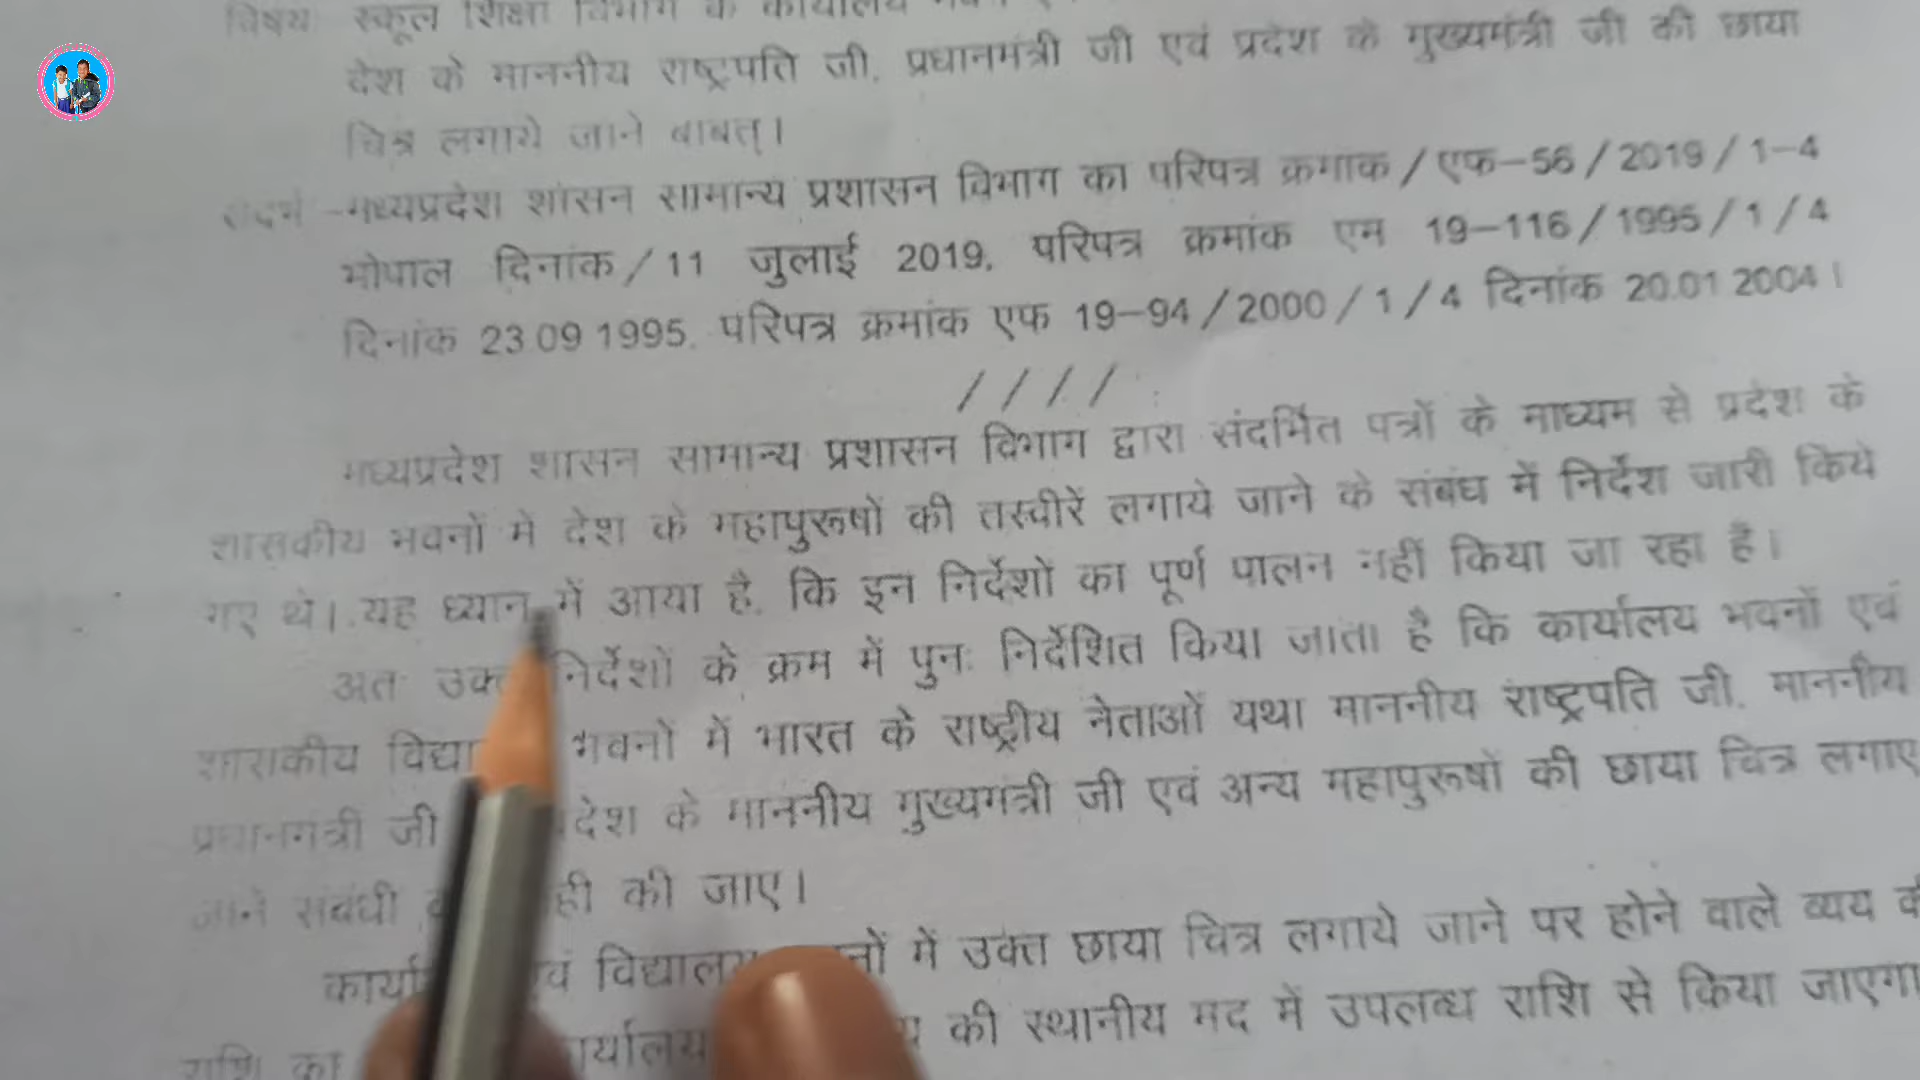 विषय स्कूल शिक्षा विभाग के कार्यालय
देश के माननीय राष्ट्रपति जी, प्रधानमंत्री जी एवं प्रदेश के मुख्यमंत्री जी की छाया
चित्र लगाये जाने बाबत्।
संदर्भ -मध्यप्रदेश शासन सामान्य प्रशासन विभाग का परिपत्र क्रमाक/एफ-56/2019/1-4
भोपाल दिनांक/11 जुलाई 2019, परिपत्र क्रमांक एम 19-116/1995/1/4
दिनांक 23.09.1995, परिपत्र क्रमांक एफ 19-94/2000/1/4 दिनांक 20.01.2004।
////
मध्यप्रदेश शासन सामान्य प्रशासन विभाग द्वारा संदर्भित पत्रों के माध्यम से प्रदेश के
शासकीय भवनों मे देश के महापुरूषों की तस्वीरें लगाये जाने के संबंध में निर्देश जारी किये
गए थे। यह ध्यान में आया है, कि इन निर्देशों का पूर्ण पालन नहीं किया जा रहा है।
अतः उक्त निर्देशों के क्रम में पुनः निर्देशित किया जाता है कि कार्यालय भवनों एवं
शासकीय भवनों में भारत के राष्ट्रीय नेताओं यथा माननीय राष्ट्रपति जी, माननीय
प्रधानमंत्री जी देश के माननीय मुख्यमंत्री जी एवं अन्य महापुरूषों की छाया चित्र लगाए
जाने संबंधी ही की जाए।
में उक्त छाया चित्र लगाये जाने पर होने वाले व्यय
राशि का की स्थानीय मद में उपलब्ध राशि से किया जाएगा